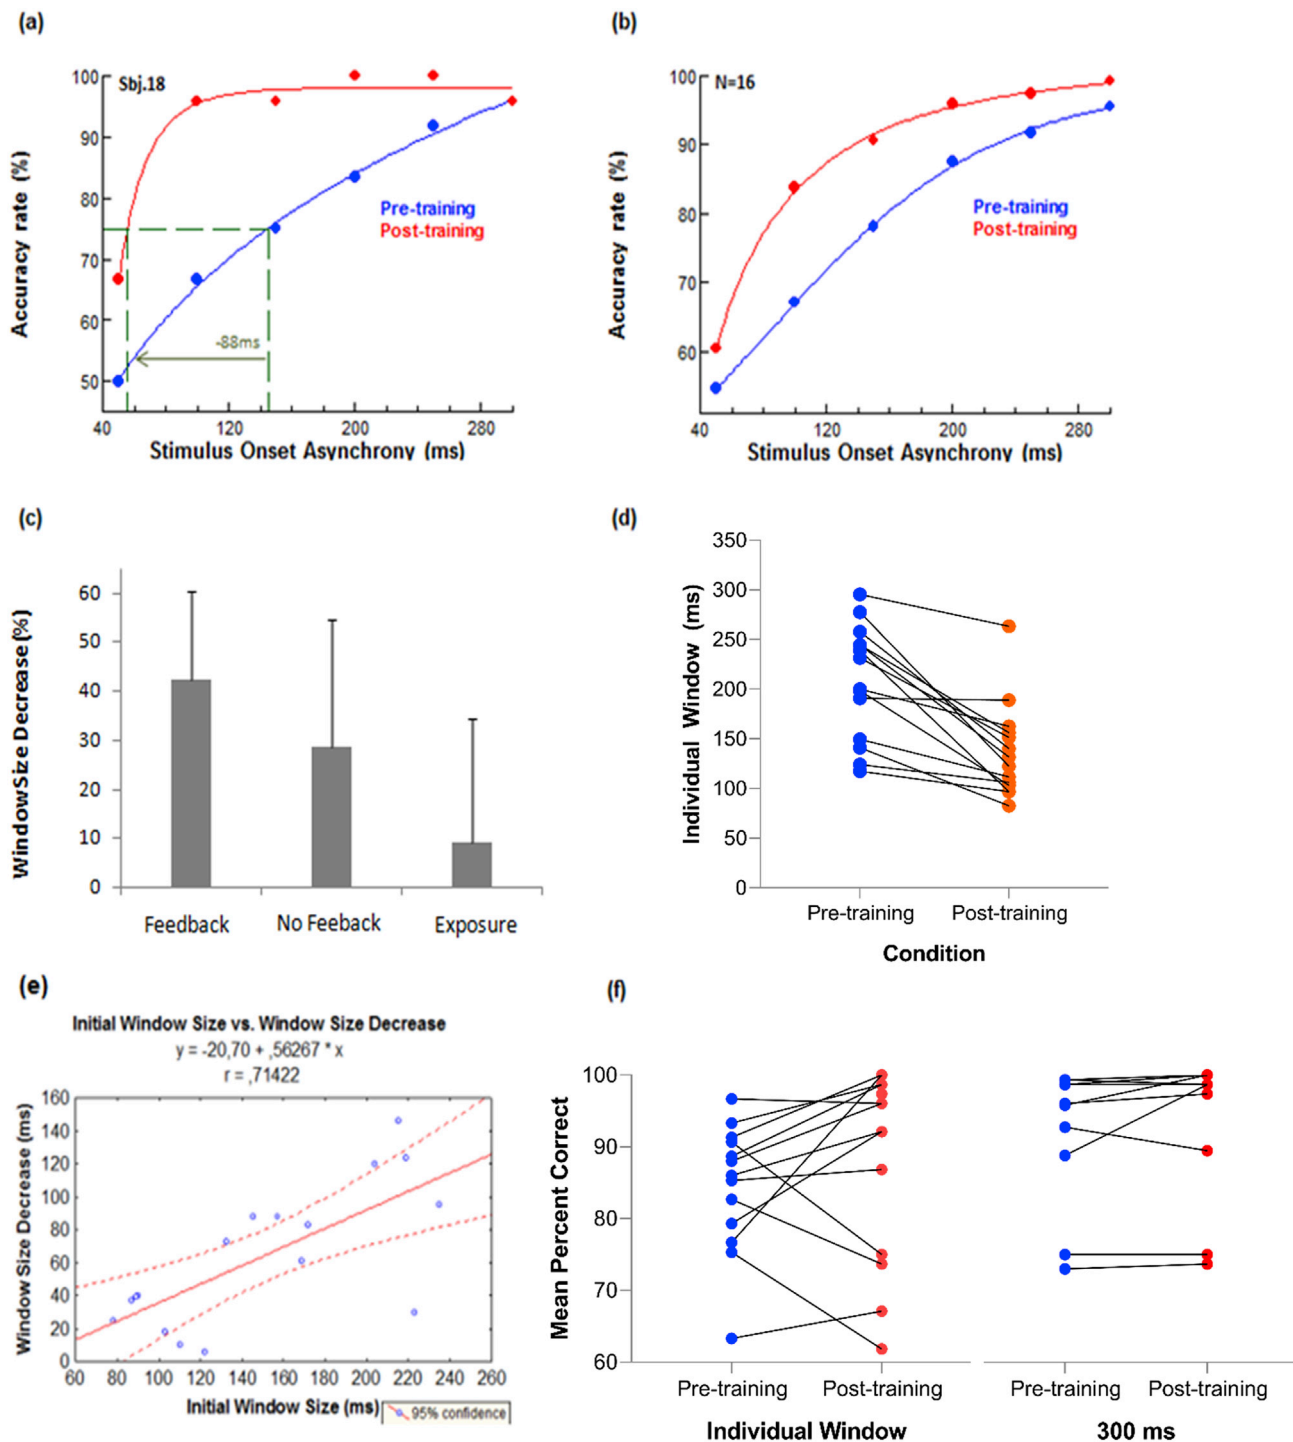 (a)
Sbj.18
100
90
80
70
60
50
40 120 200 280
Accuracy rate (%)
Stimulus Onset Asynchrony (ms)
Pre-training
Post-training
-88ms
(b)
N=16
100
90
80
70
60
40 120 200 280
Accuracy rate (%)
Stimulus Onset Asynchrony (ms)
Pre-training
Post-training
(c)
60
50
40
30
20
10
0
Window Size Decrease (%)
Feedback No Feeback Exposure
(d)
350
300
250
200
150
100
50
0
Individual Window (ms)
Pre-training Post-training
Condition
(e)
Initial Window Size vs. Window Size Decrease
y = -20,70 + ,56267 * x
r = ,71422
160
140
120
100
80
60
40
20
0
60 80 100 120 140 160 180 200 220 240 260
Window Size Decrease (ms)
Initial Window Size (ms)
95% confidence
(f)
100
90
80
70
60
Mean Percent Correct
Pre-training Post-training Pre-training Post-training
Individual Window 300 ms